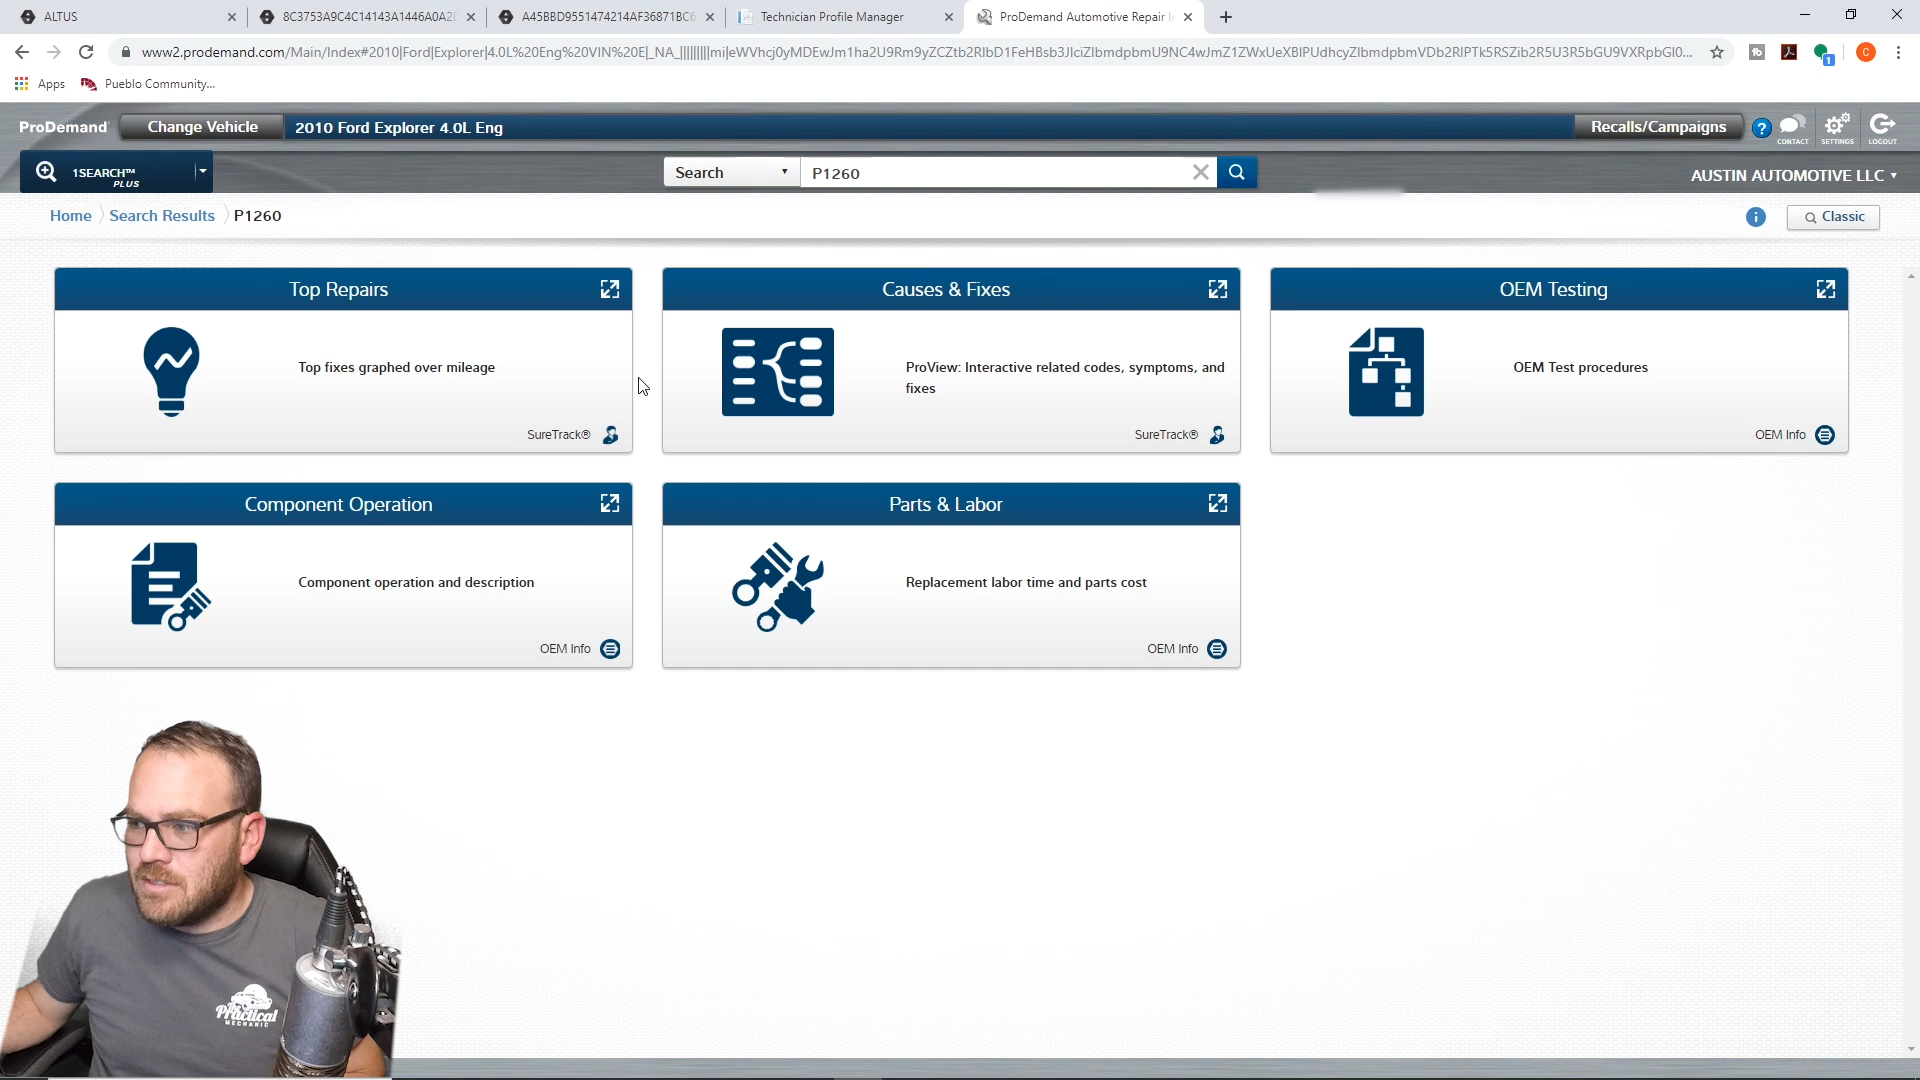 ALTUS
8C3753A9C4C14143A1446A0A2D
A45BBD9551474214AF36871BC6
Technician Profile Manager
ProDemand Automotive Repair I
www2.prodemand.com/Main/Index#2010|Ford|Explorer|4.0L%20Eng%20VIN%20E|_NA_
Apps
Pueblo Community...
ProDemand
Change Vehicle
2010 Ford Explorer 4.0L Eng
Recalls/Campaigns
CONTACT
SETTINGS
LOGOUT
1SEARCH™
PLUS
Search
P1260
AUSTIN AUTOMOTIVE LLC
Home
Search Results
P1260
Classic
Top Repairs
Top fixes graphed over mileage
SureTrack®
Causes & Fixes
ProView: Interactive related codes, symptoms, and
fixes
SureTrack®
OEM Testing
OEM Test procedures
OEM Info
Component Operation
Component operation and description
OEM Info
Parts & Labor
Replacement labor time and parts cost
OEM Info
Practical
MECHANIC